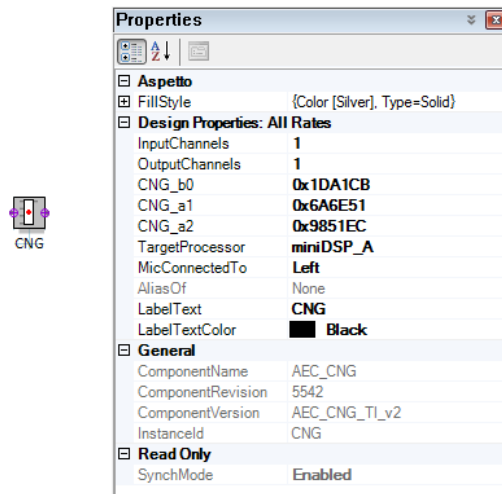 Properties
Aspetto
FillStyle {Color [Silver], Type=Solid}
Design Properties: All Rates
InputChannels 1
OutputChannels 1
CNG_b0 0x1DA1CB
CNG_a1 0x6A6E51
CNG_a2 0x9851EC
TargetProcessor miniDSP_A
MicConnectedTo Left
AliasOf None
LabelText CNG
LabelTextColor Black
General
ComponentName AEC_CNG
ComponentRevision 5542
ComponentVersion AEC_CNG_TI_v2
InstanceId CNG
Read Only
SynchMode Enabled
CNG